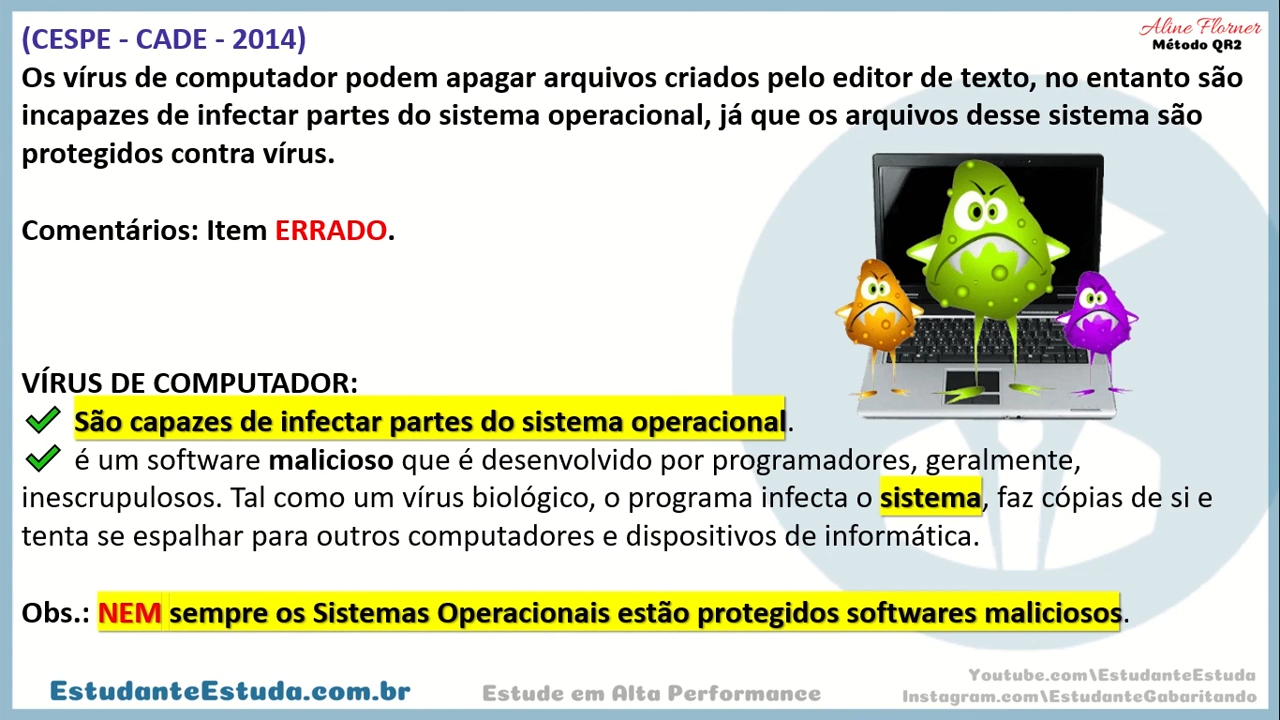 (CESPE - CADE - 2014)
Aline Florner
Método QR2
Os vírus de computador podem apagar arquivos criados pelo editor de texto, no entanto são
incapazes de infectar partes do sistema operacional, já que os arquivos desse sistema são
protegidos contra vírus.
Comentários: Item ERRADO.
VÍRUS DE COMPUTADOR:
São capazes de infectar partes do sistema operacional.
é um software malicioso que é desenvolvido por programadores, geralmente,
inescrupulosos. Tal como um vírus biológico, o programa infecta o sistema, faz cópias de si e
tenta se espalhar para outros computadores e dispositivos de informática.
Obs.: NEM sempre os Sistemas Operacionais estão protegidos softwares maliciosos.
EstudanteEstuda.com.br
Estude em Alta Performance
Youtube.com\EstudanteEstuda
Instagram.com\EstudanteGabaritando